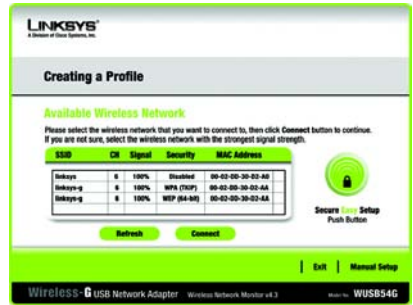 LINKSYS®
A Division of Cisco Systems, Inc.
Creating a Profile
Available Wireless Network
Please select the wireless network that you want to connect to, then click Connect button to continue.
If you are not sure, select the wireless network with the strongest signal strength.
SSID CH Signal Security MAC Address
linksys 6 100% Disabled 00-02-DD-30-D2-A0
linksys-g 6 100% WPA (TKIP) 00-02-DD-30-D2-AA
linksys-g 6 100% WEP (64-bit) 00-02-DD-30-D2-AA
Refresh Connect
Secure Easy Setup
Push Button
Exit Manual Setup
Wireless-G USB Network Adapter Wireless Network Monitor v4.3 Model No. WUSB54G